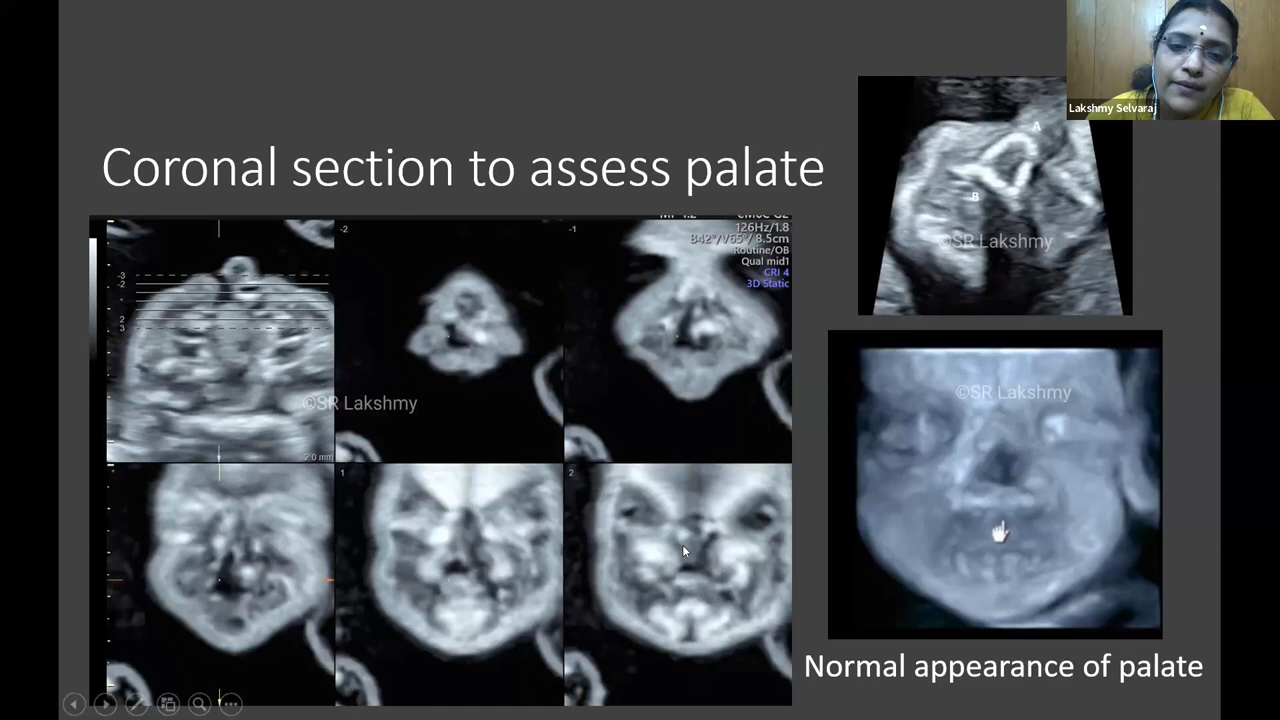 Lakshmy Selvaraj
Coronal section to assess palate
A
B
©SR Lakshmy
-3
-2
2
3
2.0 mm
-2
-1
126Hz/1.8
B42°/V65°/ 8.5cm
Routine/OB
Qual mid1
CRI 4
3D Static
©SR Lakshmy
1
2
©SR Lakshmy
Normal appearance of palate